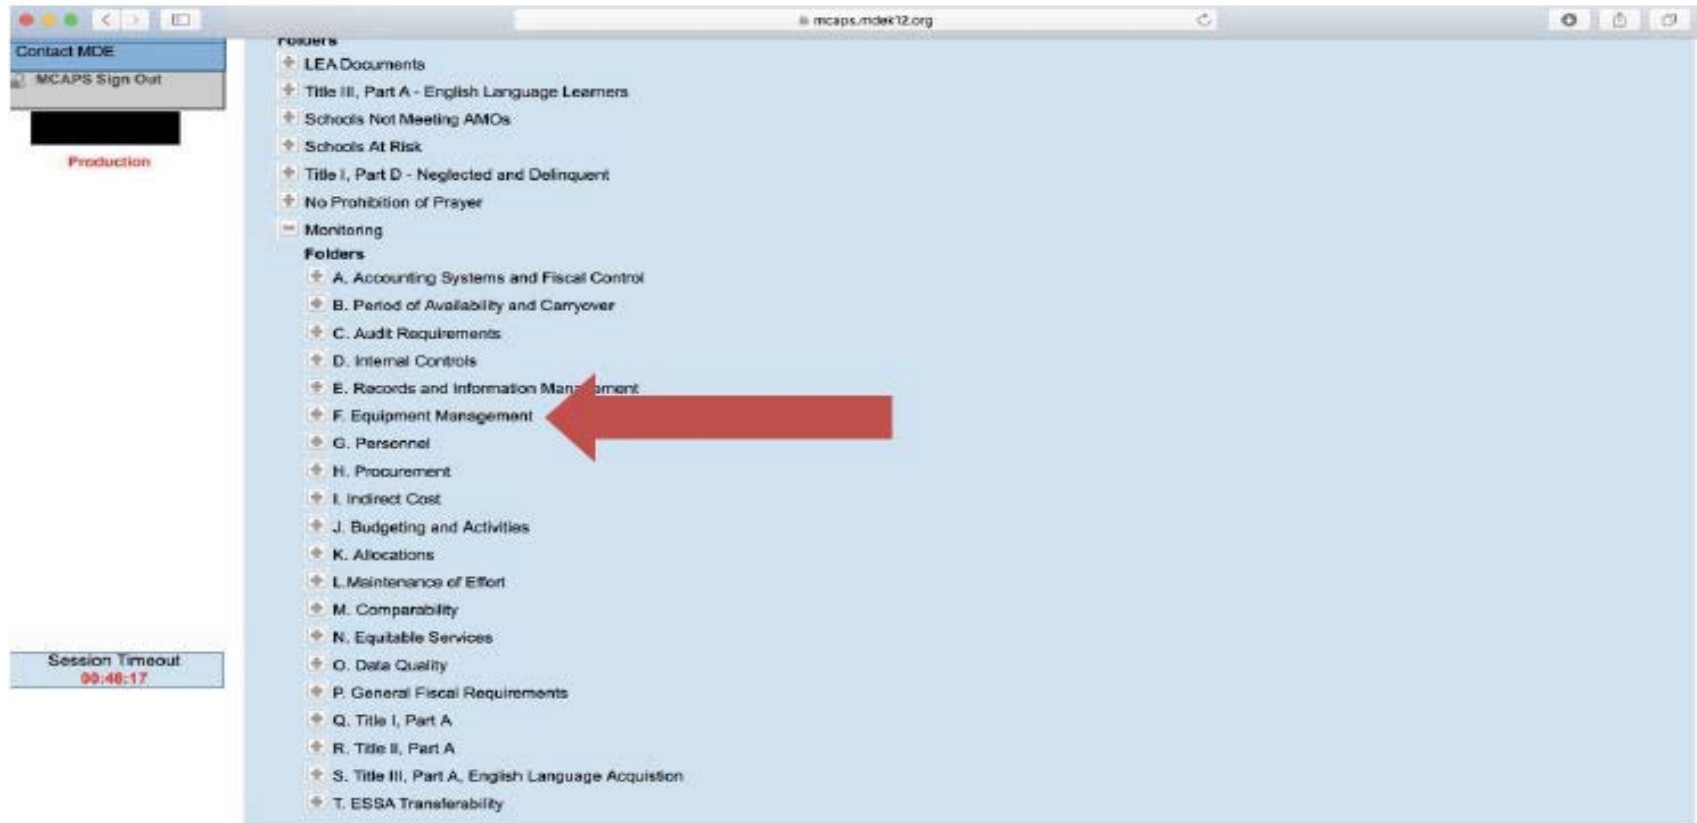 mcaps.mdek12.org
Contact MDE
MCAPS Sign Out
Production
Session Timeout
00:48:17
Folders
LEA Documents
Title III, Part A - English Language Learners
Schools Not Meeting AMOs
Schools At Risk
Title I, Part D - Neglected and Delinquent
No Prohibition of Prayer
Monitoring
Folders
A. Accounting Systems and Fiscal Control
B. Period of Availability and Carryover
C. Audit Requirements
D. Internal Controls
E. Records and Information Management
F. Equipment Management
G. Personnel
H. Procurement
I. Indirect Cost
J. Budgeting and Activities
K. Allocations
L.Maintenance of Effort
M. Comparability
N. Equitable Services
O. Data Quality
P. General Fiscal Requirements
Q. Title I, Part A
R. Title II, Part A
S. Title III, Part A, English Language Acquistion
T. ESSA Transferability